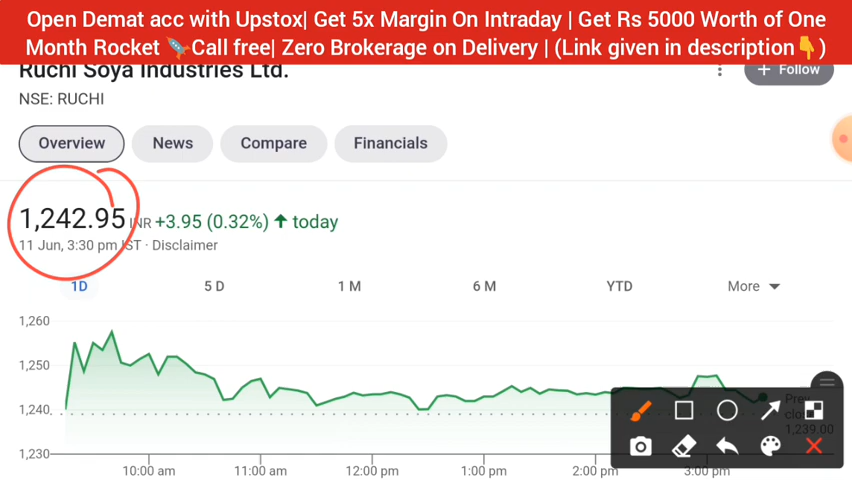 Open Demat acc with Upstox| Get 5x Margin On Intraday | Get Rs 5000 Worth of One
Month Rocket 🚀Call free| Zero Brokerage on Delivery | (Link given in description👇)
Ruchi Soya Industries Ltd.
+ Follow
NSE: RUCHI
Overview News Compare Financials
1,242.95 INR +3.95 (0.32%) ↑ today
11 Jun, 3:30 pm IST · Disclaimer
1D 5 D 1 M 6 M YTD More
1,260
1,250
1,240
1,230
Prev
close
1,239.00
10:00 am 11:00 am 12:00 pm 1:00 pm 2:00 pm 3:00 pm